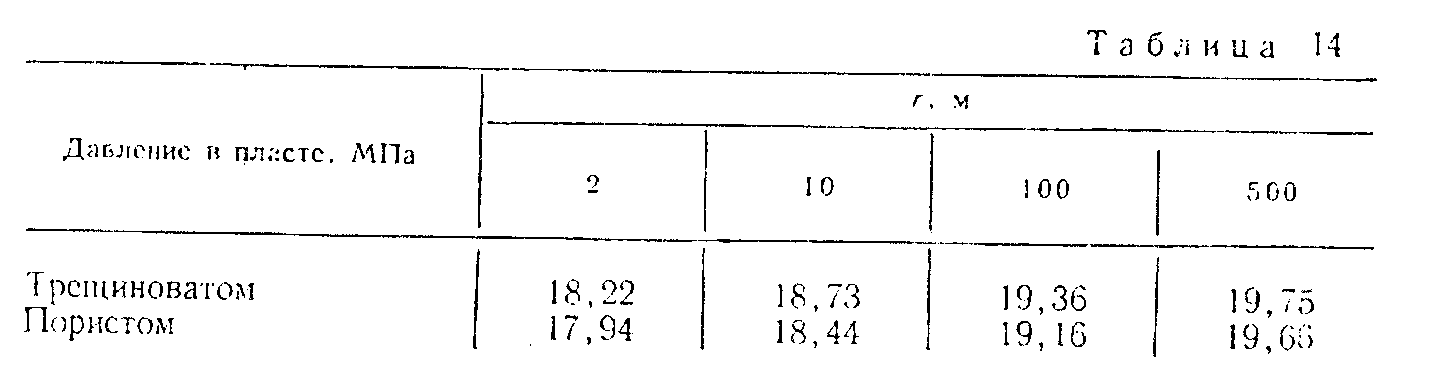 Таблица 14
r, м
Давление в пласте, МПа
2 10 100 500
Трещиноватом 18,22 18,73 19,36 19,75
Пористом 17,94 18,44 19,16 19,66